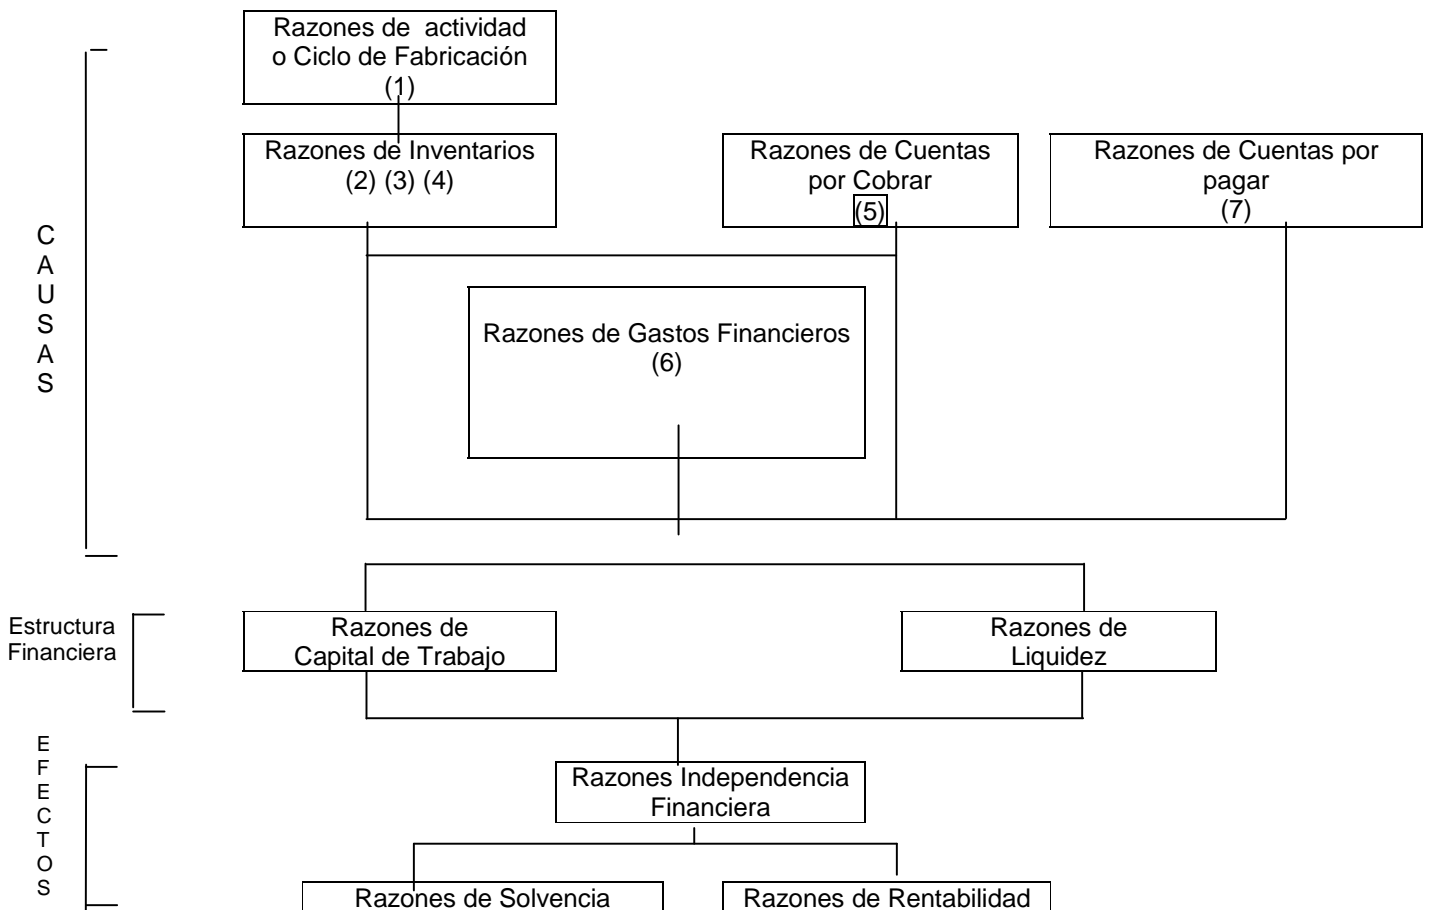 Razones de actividad
o Ciclo de Fabricación
(1)
Razones de Inventarios
(2) (3) (4)
Razones de Cuentas
por Cobrar
(5)
Razones de Cuentas por
pagar
(7)
C
A
U
S
A
S
Razones de Gastos Financieros
(6)
Estructura
Financiera
Razones de
Capital de Trabajo
Razones de
Liquidez
E
F
E
C
T
O
S
Razones Independencia
Financiera
Razones de Solvencia
Razones de Rentabilidad